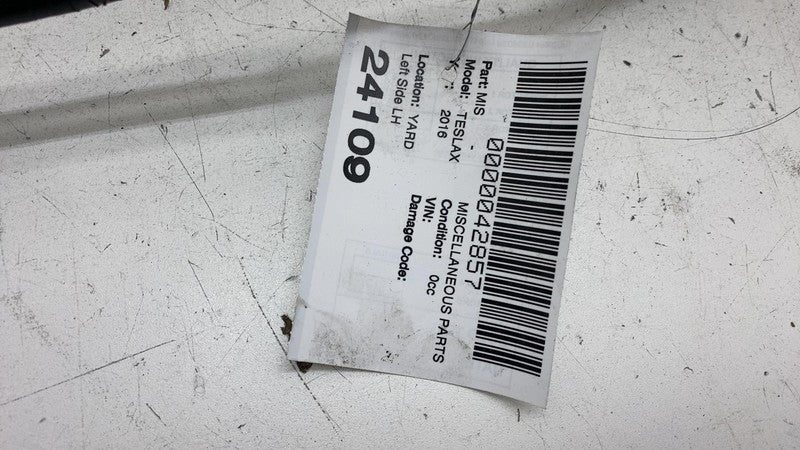 0000042857
Part: MIS - MISCELLANEOUS PARTS
Model: TESLAX Condition: 0cc
2016 VIN:
Damage Code:
Location: YARD
Left Side LH
24109